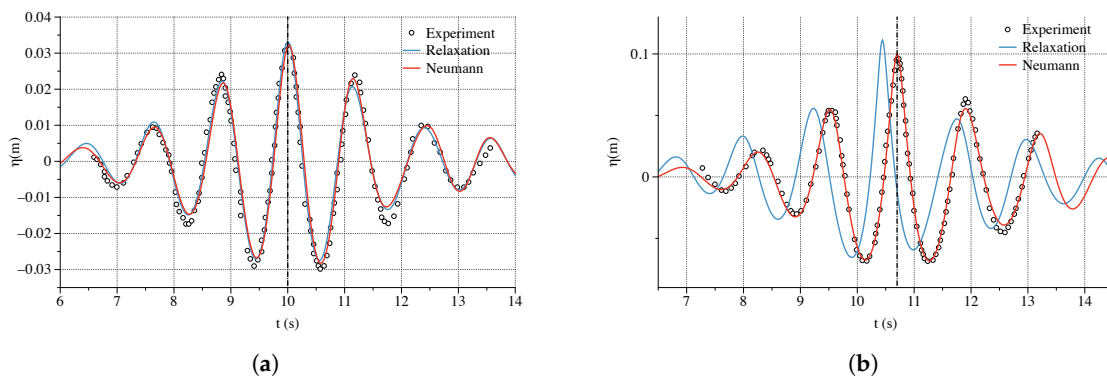 0.04
0.03
0.02
0.01
0
−0.01
−0.02
−0.03
η(m)
6 7 8 9 10 11 12 13 14
t (s)
Experiment
Relaxation
Neumann
(a)
0.1
0
η(m)
7 8 9 10 11 12 13 14
t (s)
Experiment
Relaxation
Neumann
(b)